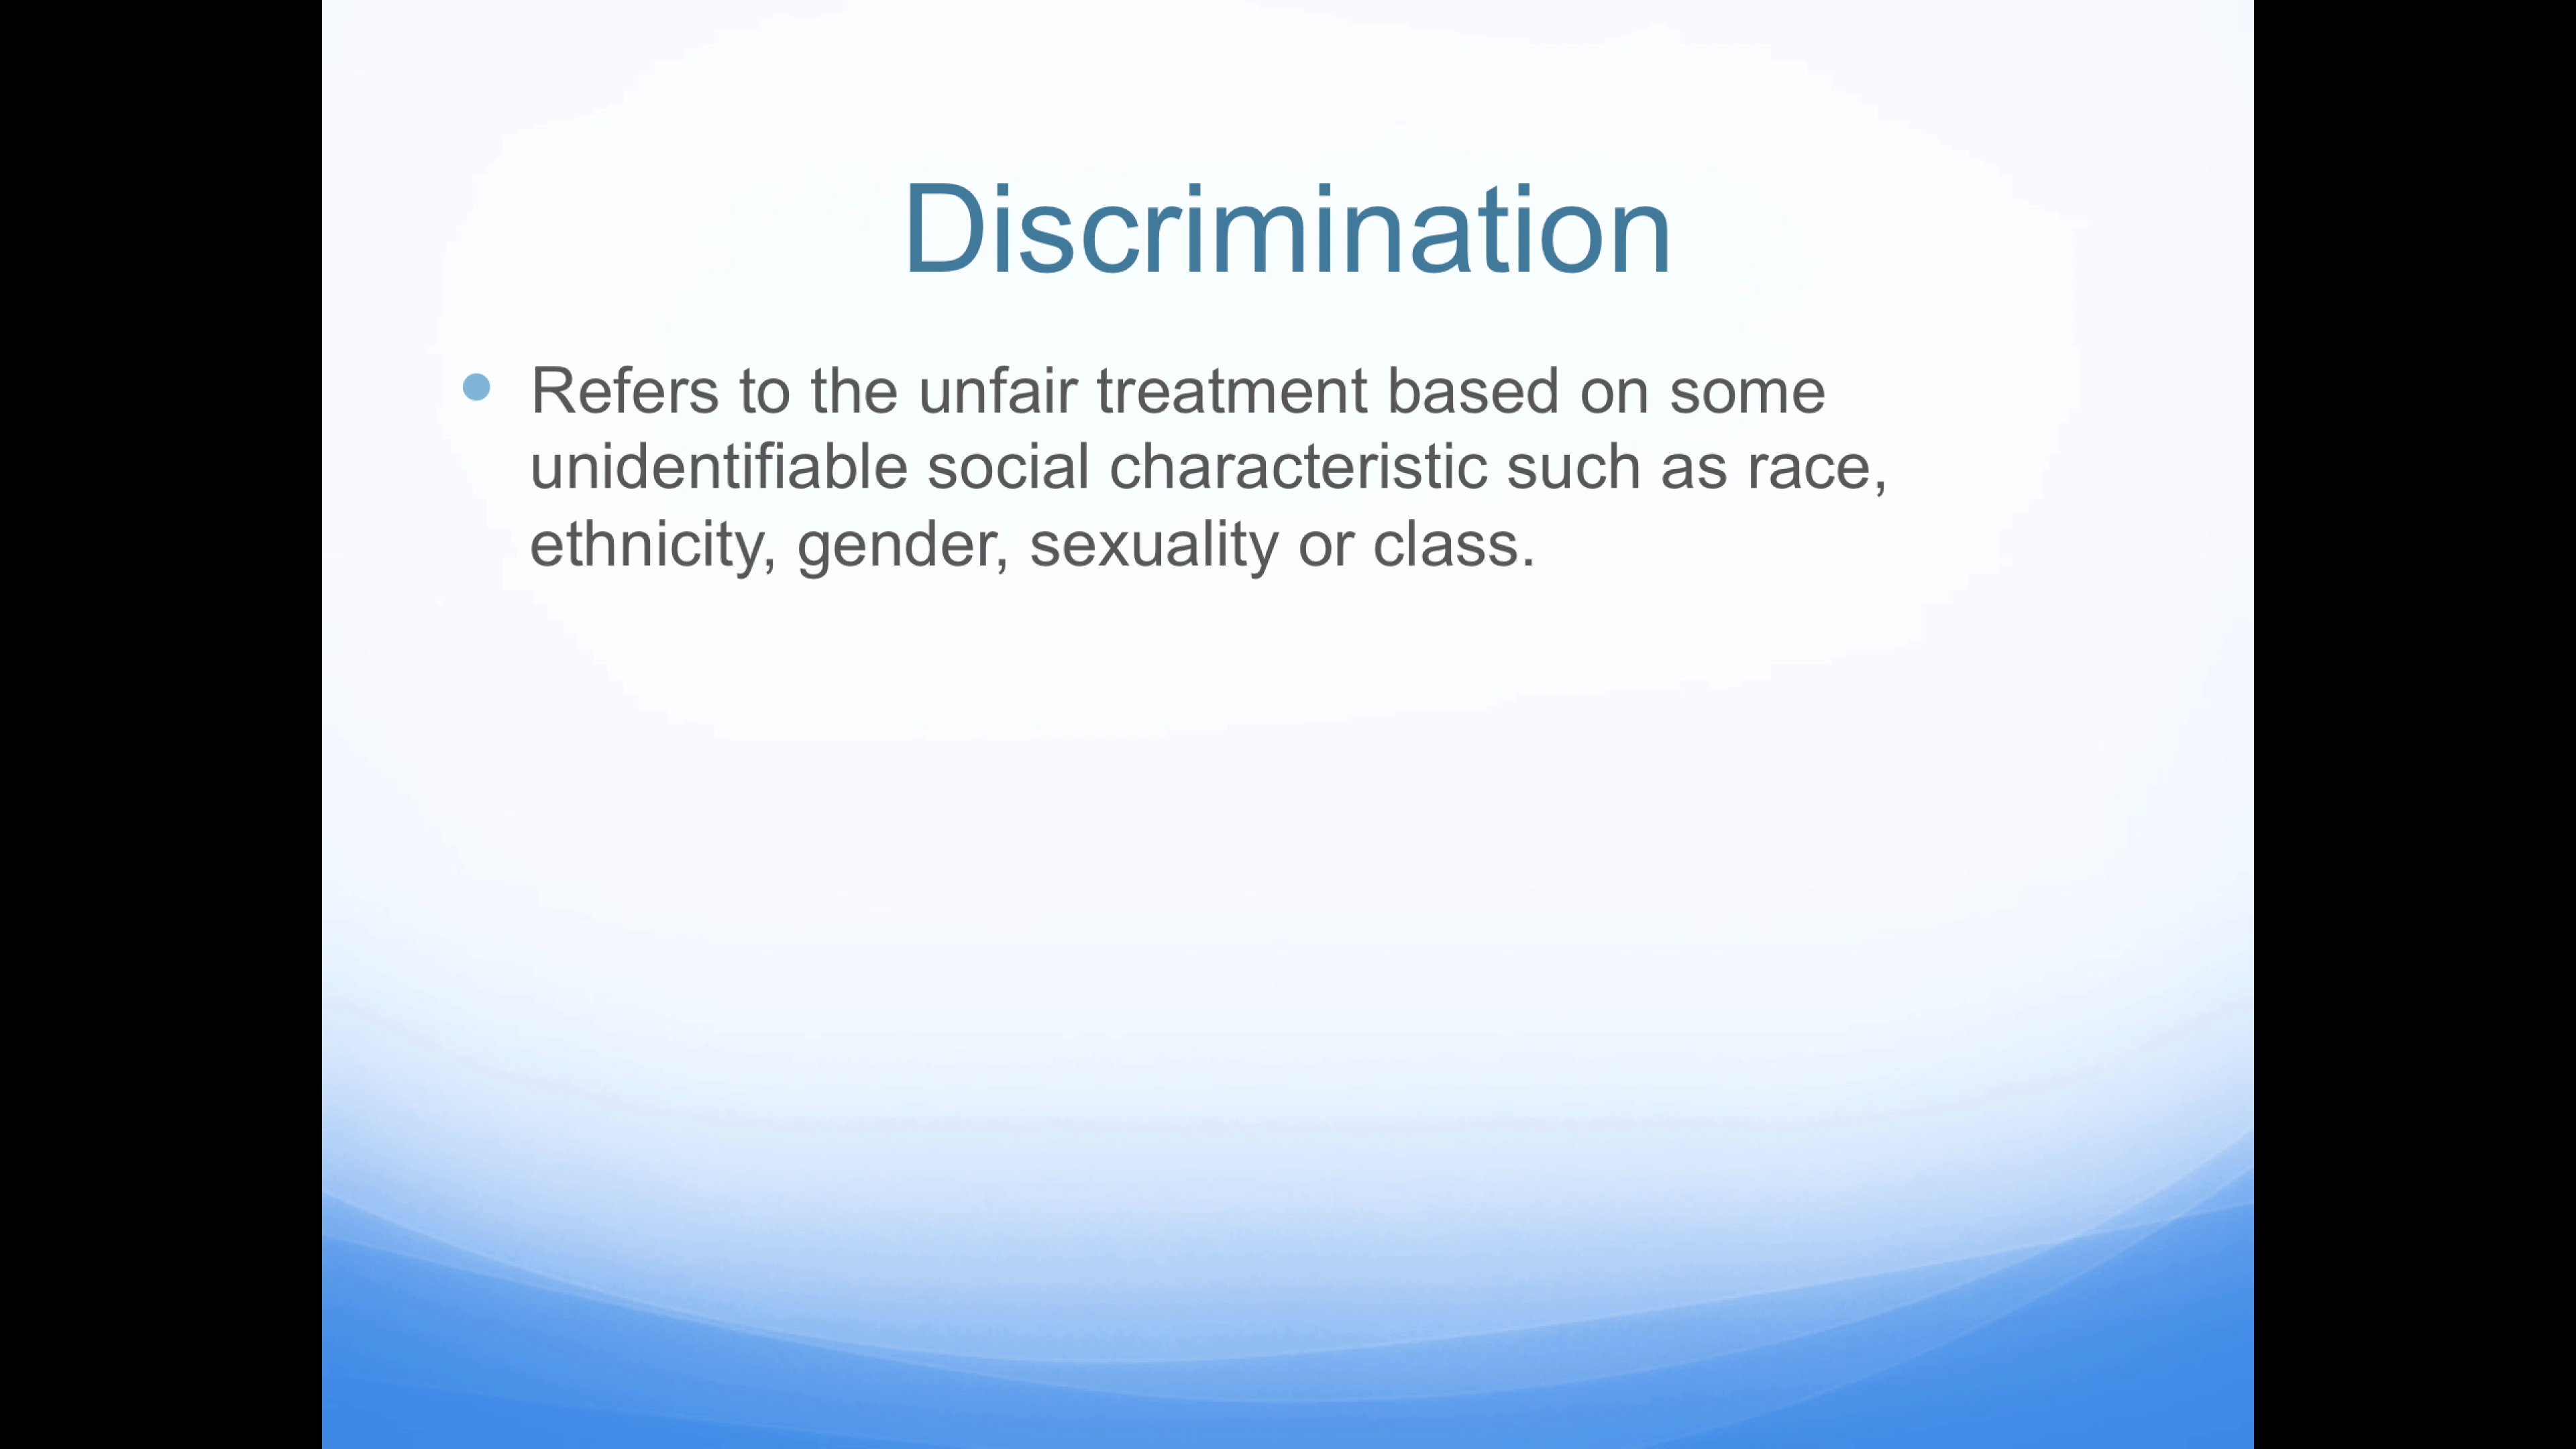 Discrimination
Refers to the unfair treatment based on some
unidentifiable social characteristic such as race,
ethnicity, gender, sexuality or class.